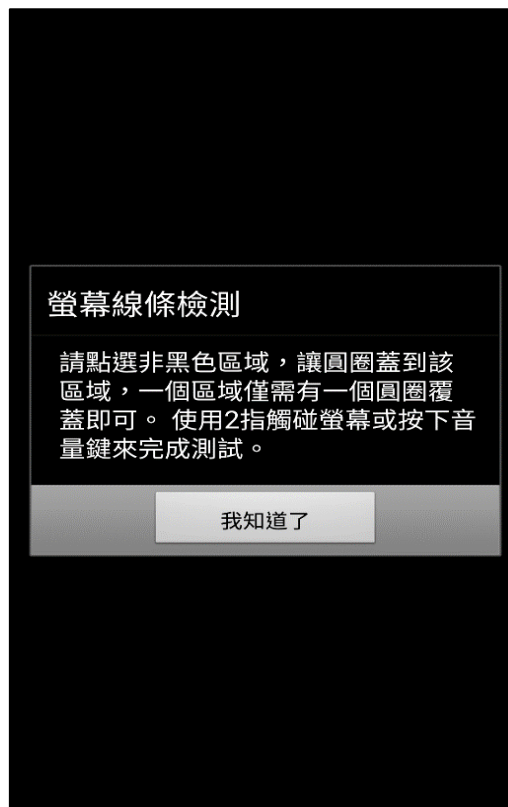 螢幕線條檢測
請點選非黑色區域，讓圓圈蓋到該
區域，一個區域僅需有一個圓圈覆
蓋即可。 使用2指觸碰螢幕或按下音
量鍵來完成測試。
我知道了